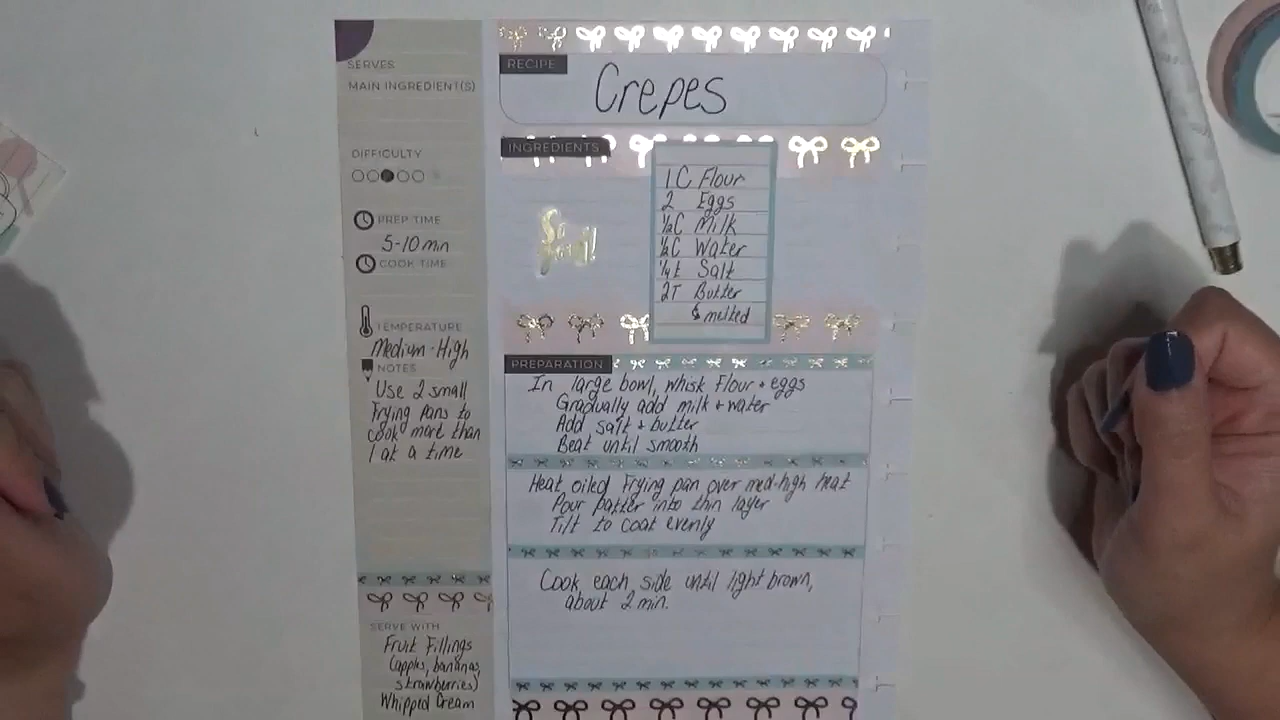 SERVES
MAIN INGREDIENT(S)
DIFFICULTY
PREP TIME
5-10 min
COOK TIME
TEMPERATURE
Medium-High
NOTES
Use 2 small
Frying pans to
cook more than
1 at a time
SERVE WITH
Fruit Fillings
(apples, bananas,
strawberries)
Whipped Cream
RECIPE
Crepes
INGREDIENTS
1 C Flour
2 Eggs
½C Milk
½C Water
¼t Salt
2T Butter
melted
PREPARATION
In large bowl, whisk Flour + eggs
Gradually add milk + water
Add salt + butter
Beat until smooth
Heat oiled Frying pan over med-high heat
Pour batter into thin layer
Tilt to coat evenly
Cook each side until light brown,
about 2 min.